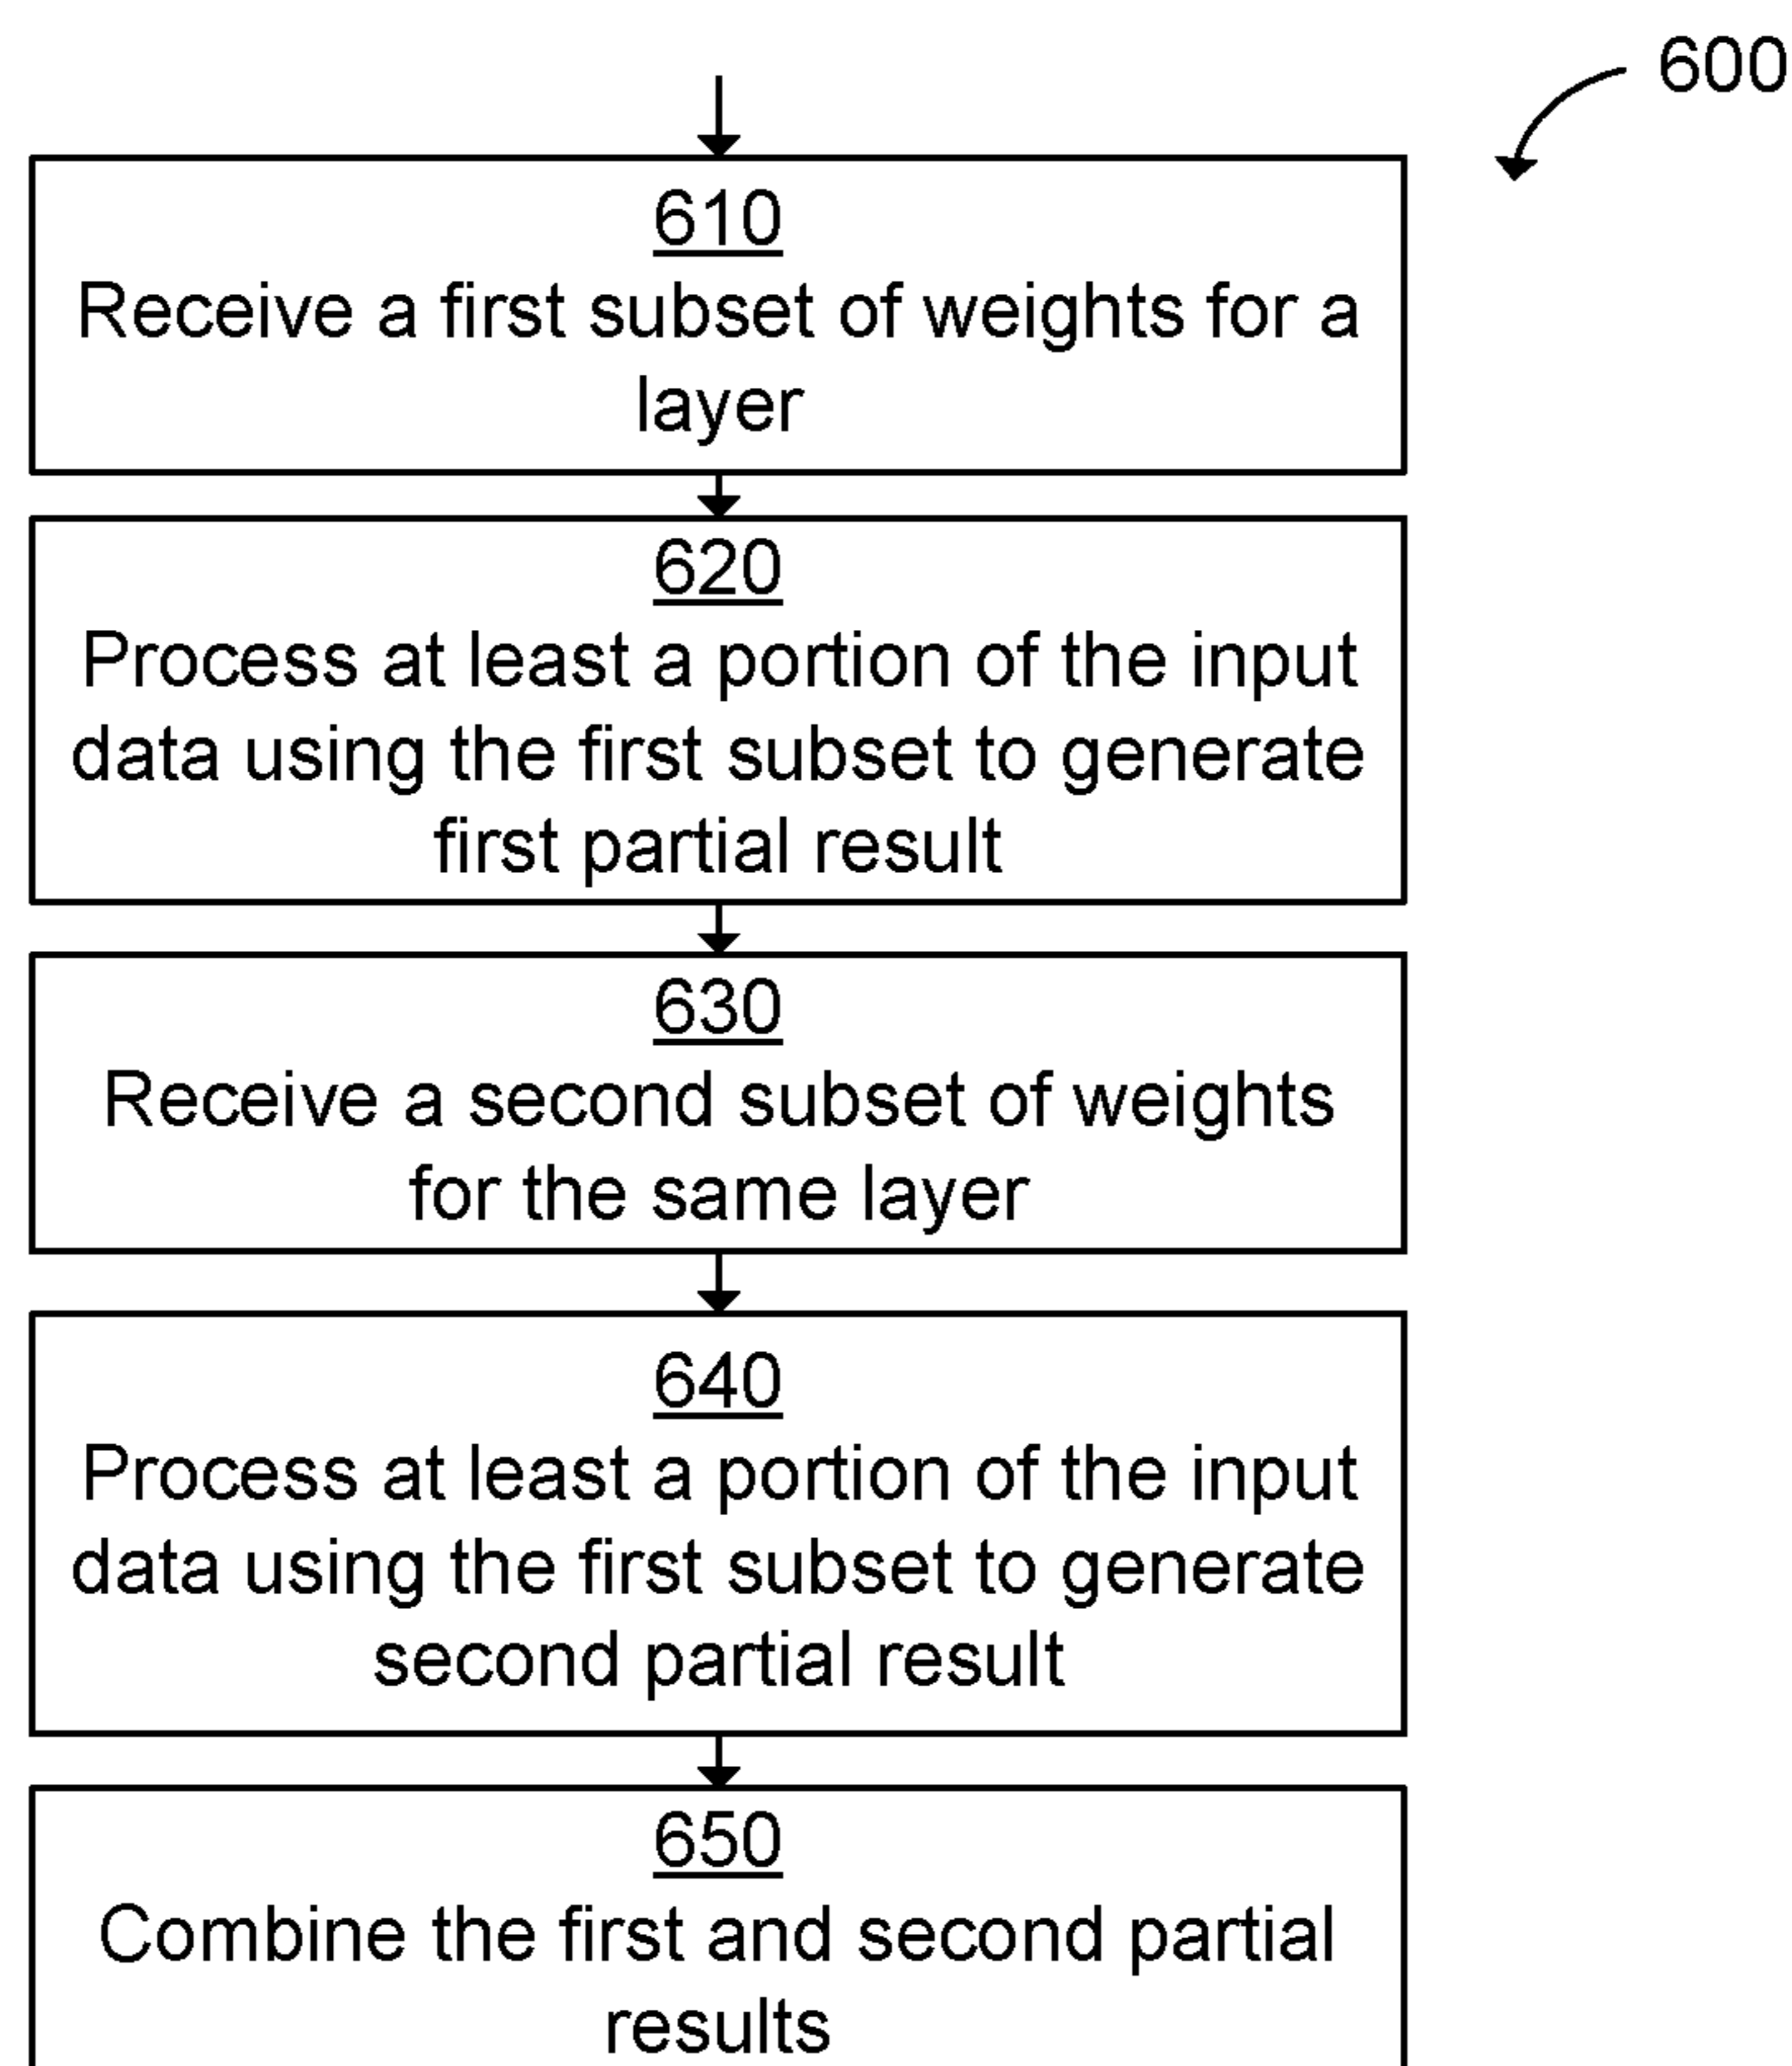 600
610
Receive a first subset of weights for a
layer
620
Process at least a portion of the input
data using the first subset to generate
first partial result
630
Receive a second subset of weights
for the same layer
640
Process at least a portion of the input
data using the first subset to generate
second partial result
650
Combine the first and second partial
results